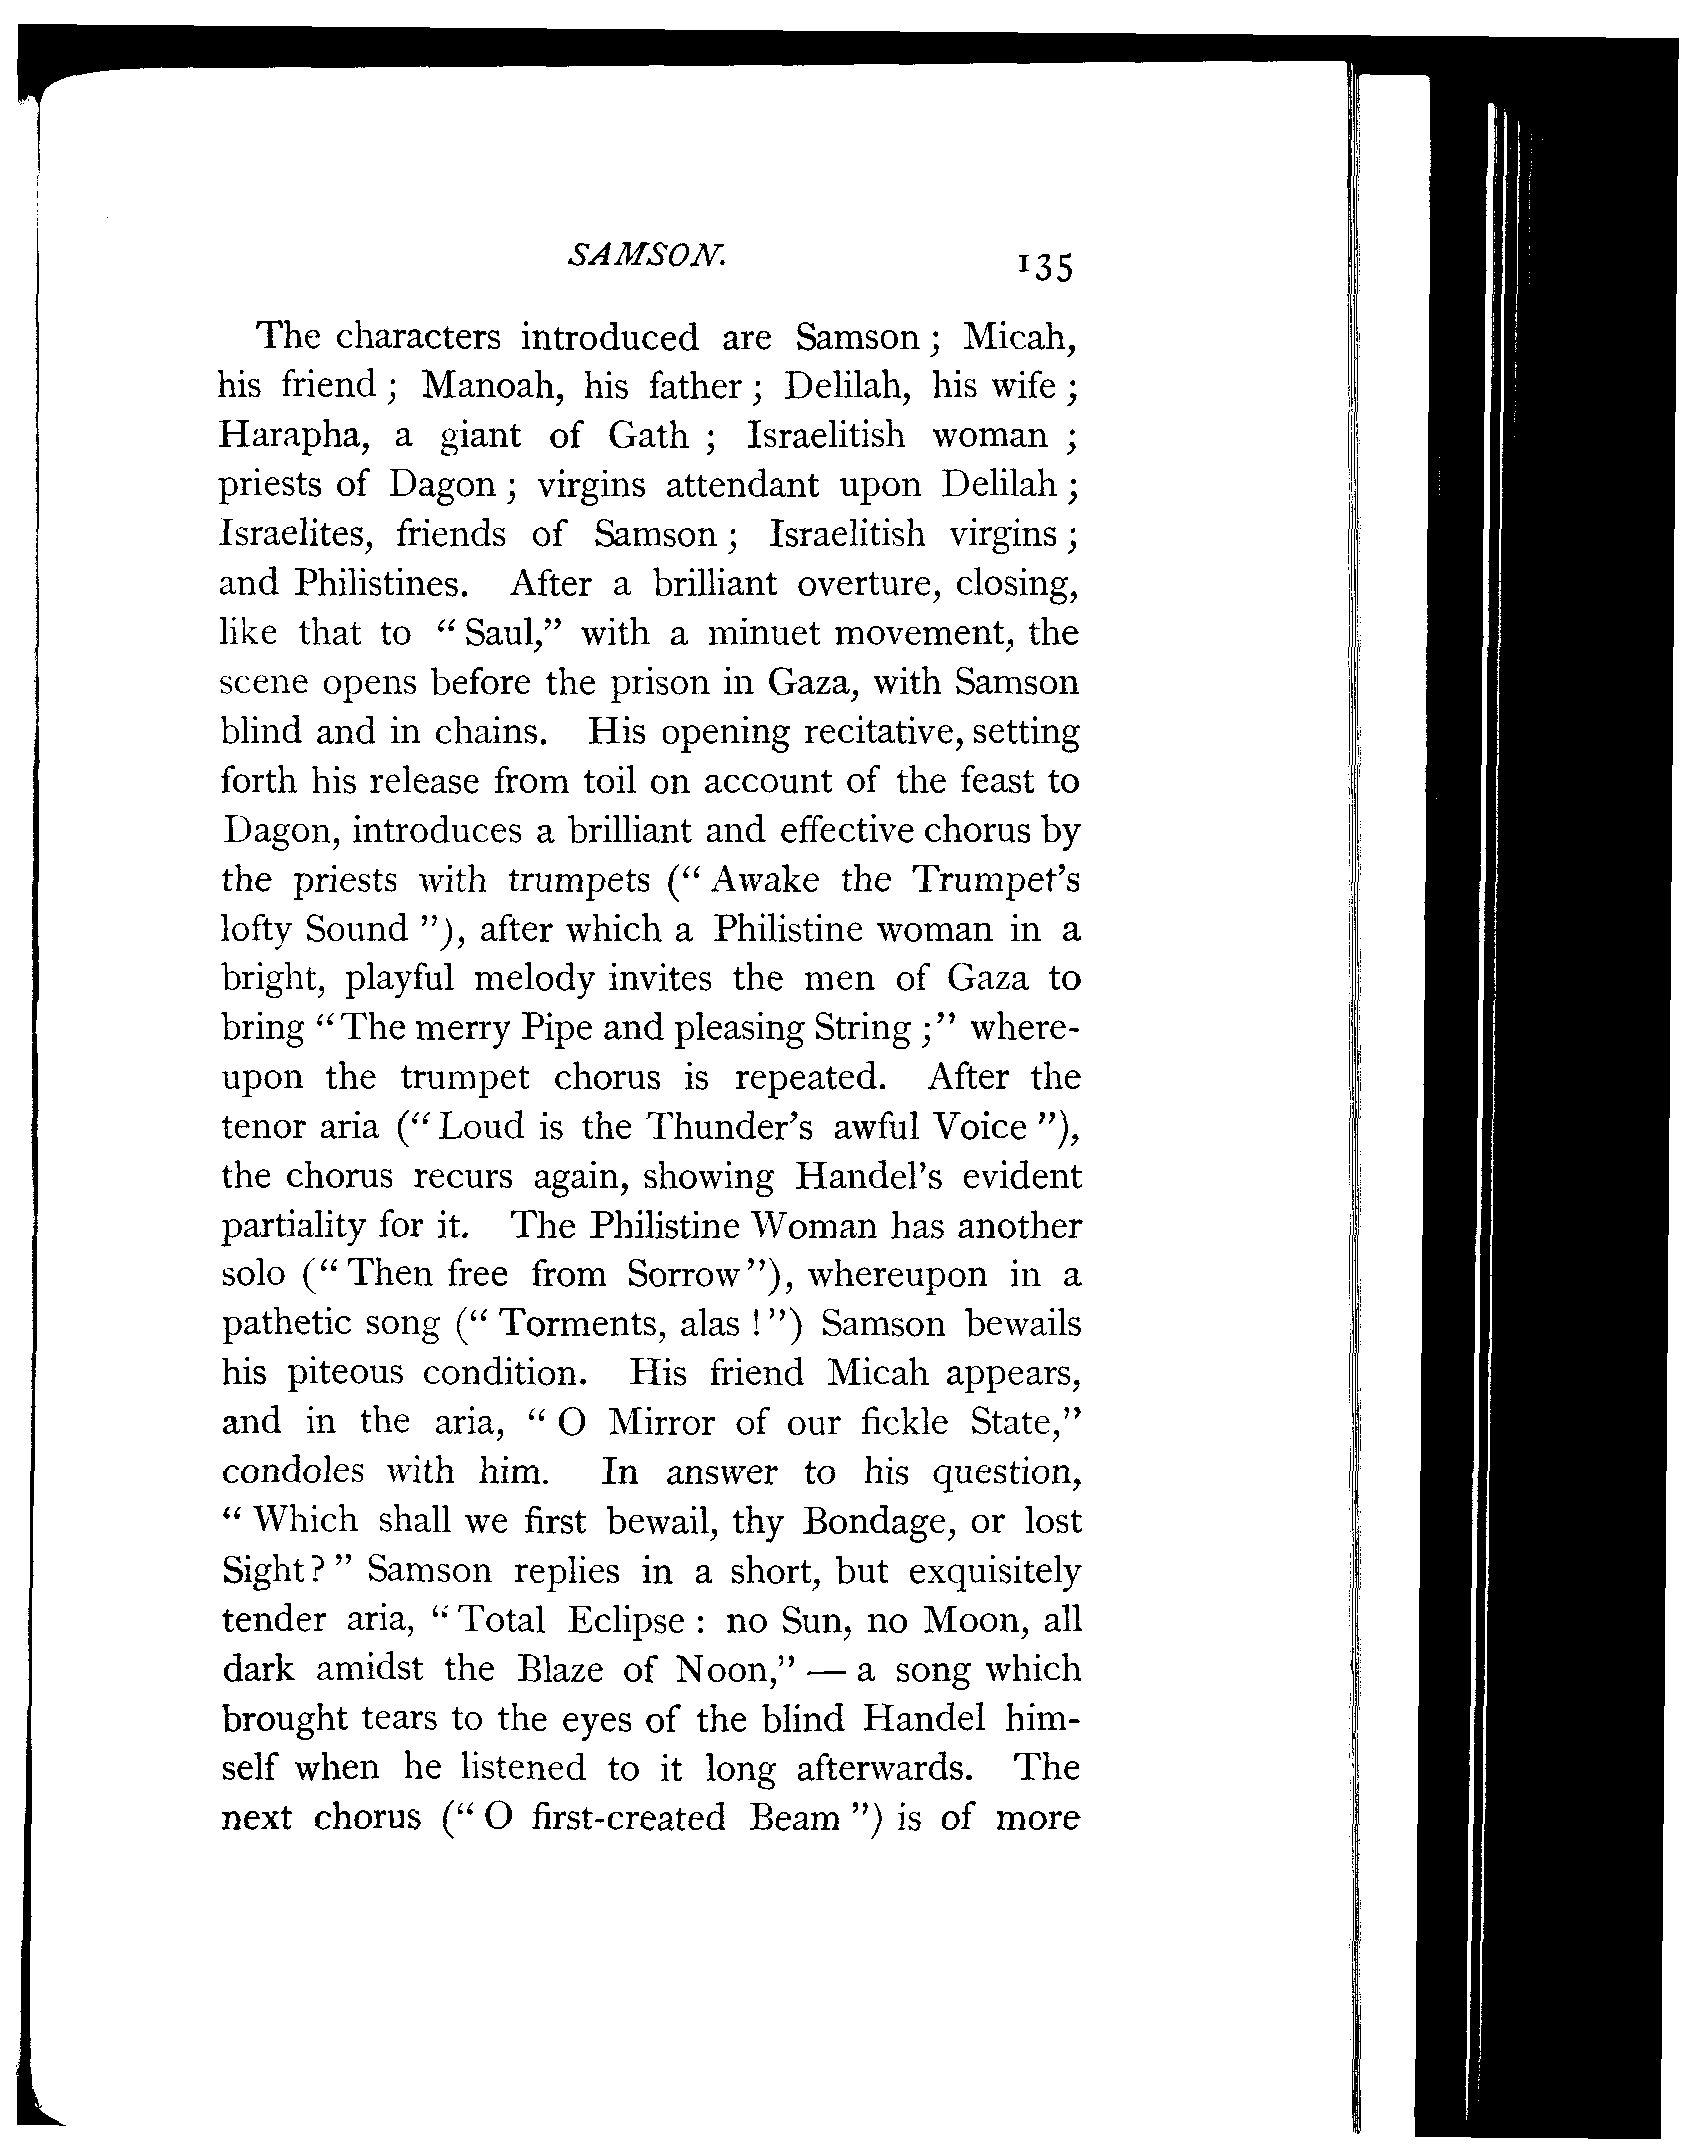 SAMSON. 135
The characters introduced are Samson ; Micah,
his friend ; Manoah, his father ; Delilah, his wife ;
Harapha, a giant of Gath ; Israelitish woman ;
priests of Dagon ; virgins attendant upon Delilah ;
Israelites, friends of Samson ; Israelitish virgins ;
and Philistines. After a brilliant overture, closing,
like that to “ Saul,” with a minuet movement, the
scene opens before the prison in Gaza, with Samson
blind and in chains. His opening recitative, setting
forth his release from toil on account of the feast to
Dagon, introduces a brilliant and effective chorus by
the priests with trumpets (“ Awake the Trumpet’s
lofty Sound ”), after which a Philistine woman in a
bright, playful melody invites the men of Gaza to
bring “ The merry Pipe and pleasing String ;” where-
upon the trumpet chorus is repeated. After the
tenor aria (“ Loud is the Thunder’s awful Voice ”),
the chorus recurs again, showing Handel’s evident
partiality for it. The Philistine Woman has another
solo (“ Then free from Sorrow ”), whereupon in a
pathetic song (“ Torments, alas ! ”) Samson bewails
his piteous condition. His friend Micah appears,
and in the aria, “ O Mirror of our fickle State,”
condoles with him. In answer to his question,
“ Which shall we first bewail, thy Bondage, or lost
Sight ? ” Samson replies in a short, but exquisitely
tender aria, “ Total Eclipse : no Sun, no Moon, all
dark amidst the Blaze of Noon,” — a song which
brought tears to the eyes of the blind Handel him-
self when he listened to it long afterwards. The
next chorus (“ O first-created Beam ”) is of more